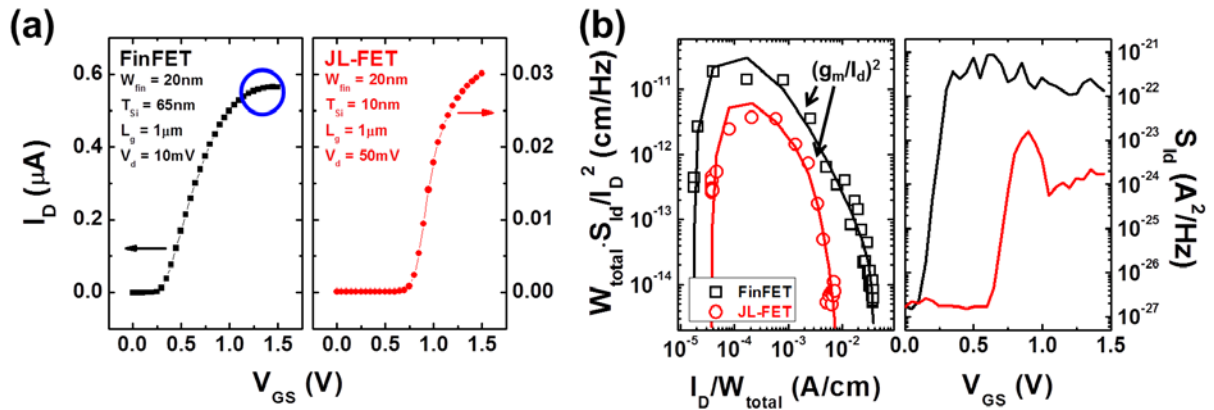 (a)
I_D (μA)
0.6
0.4
0.2
0.0
FinFET
W_fin = 20nm
T_Si = 65nm
L_g = 1μm
V_d = 10mV
JL-FET
W_fin = 20nm
T_Si = 10nm
L_g = 1μm
V_d = 50mV
0.03
0.02
0.01
0.00
0.0 0.5 1.0 1.5 0.0 0.5 1.0 1.5
V_GS (V)
(b)
W_total·S_Id/I_D^2 (cm/Hz)
10^-11
10^-12
10^-13
10^-14
(g_m/I_d)^2
FinFET
JL-FET
10^-5 10^-4 10^-3 10^-2
I_D/W_total (A/cm)
10^-21
10^-22
10^-23
10^-24
10^-25
10^-26
10^-27
S_Id (A^2/Hz)
0.0 0.5 1.0 1.5
V_GS (V)